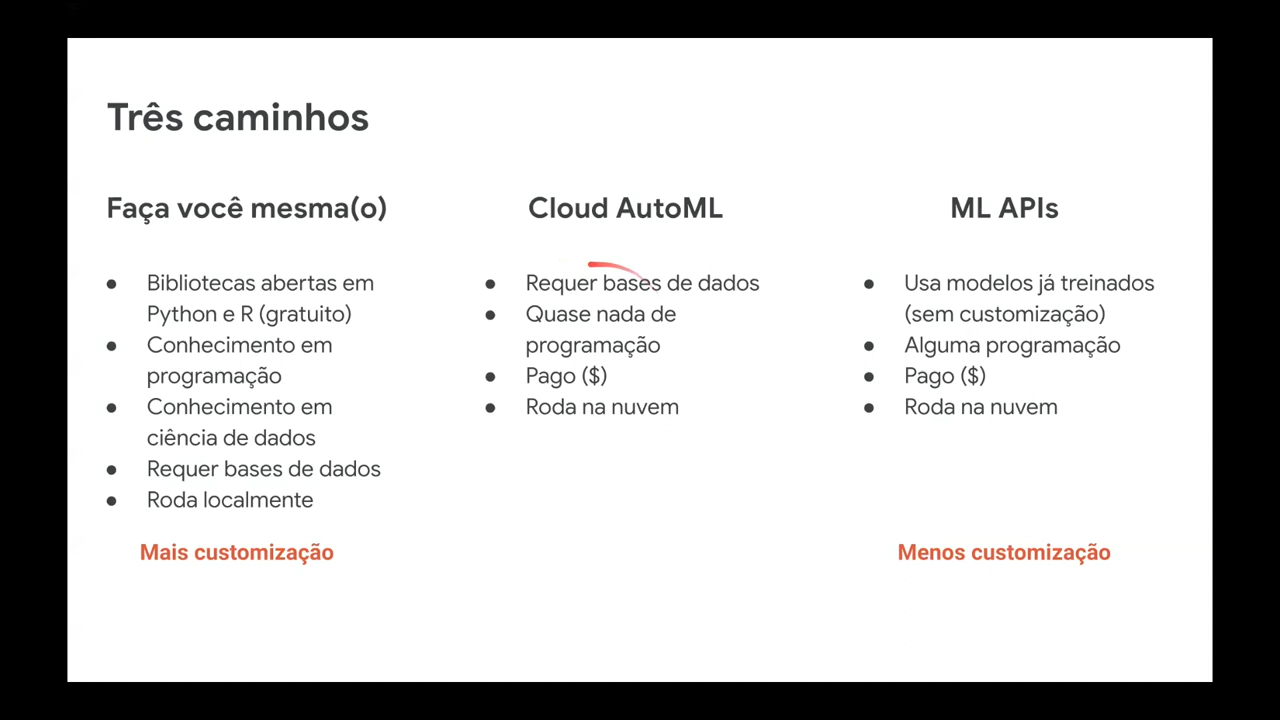 Três caminhos
Faça você mesma(o)
● Bibliotecas abertas em
Python e R (gratuito)
● Conhecimento em
programação
● Conhecimento em
ciência de dados
● Requer bases de dados
● Roda localmente
Mais customização
Cloud AutoML
● Requer bases de dados
● Quase nada de
programação
● Pago ($)
● Roda na nuvem
ML APIs
● Usa modelos já treinados
(sem customização)
● Alguma programação
● Pago ($)
● Roda na nuvem
Menos customização